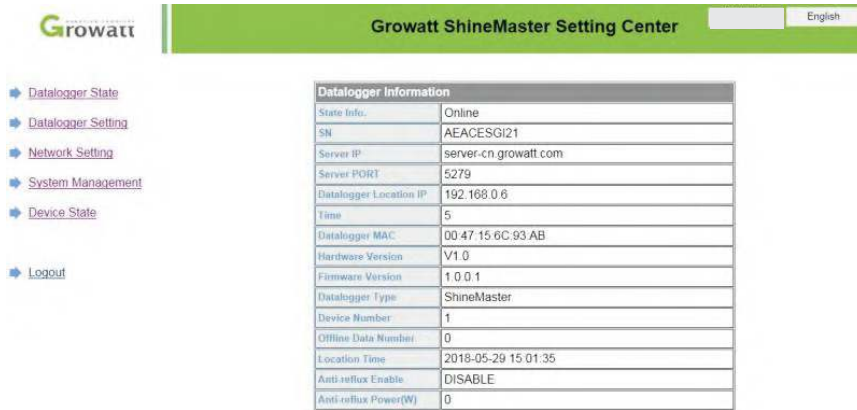 Growatt
Growatt ShineMaster Setting Center
English
Datalogger State
Datalogger Setting
Network Setting
System Management
Device State
Logout
Datalogger Information
State Info. Online
SN AEACESGI21
Server IP server-cn.growatt.com
Server PORT 5279
Datalogger Location IP 192.168.0.6
Time 5
Datalogger MAC 00:47:15:6C:93:AB
Hardware Version V1.0
Firmware Version 1.0.0.1
Datalogger Type ShineMaster
Device Number 1
Offline Data Number 0
Location Time 2018-05-29 15:01:35
Anti-reflux Enable DISABLE
Anti-reflux Power(W) 0